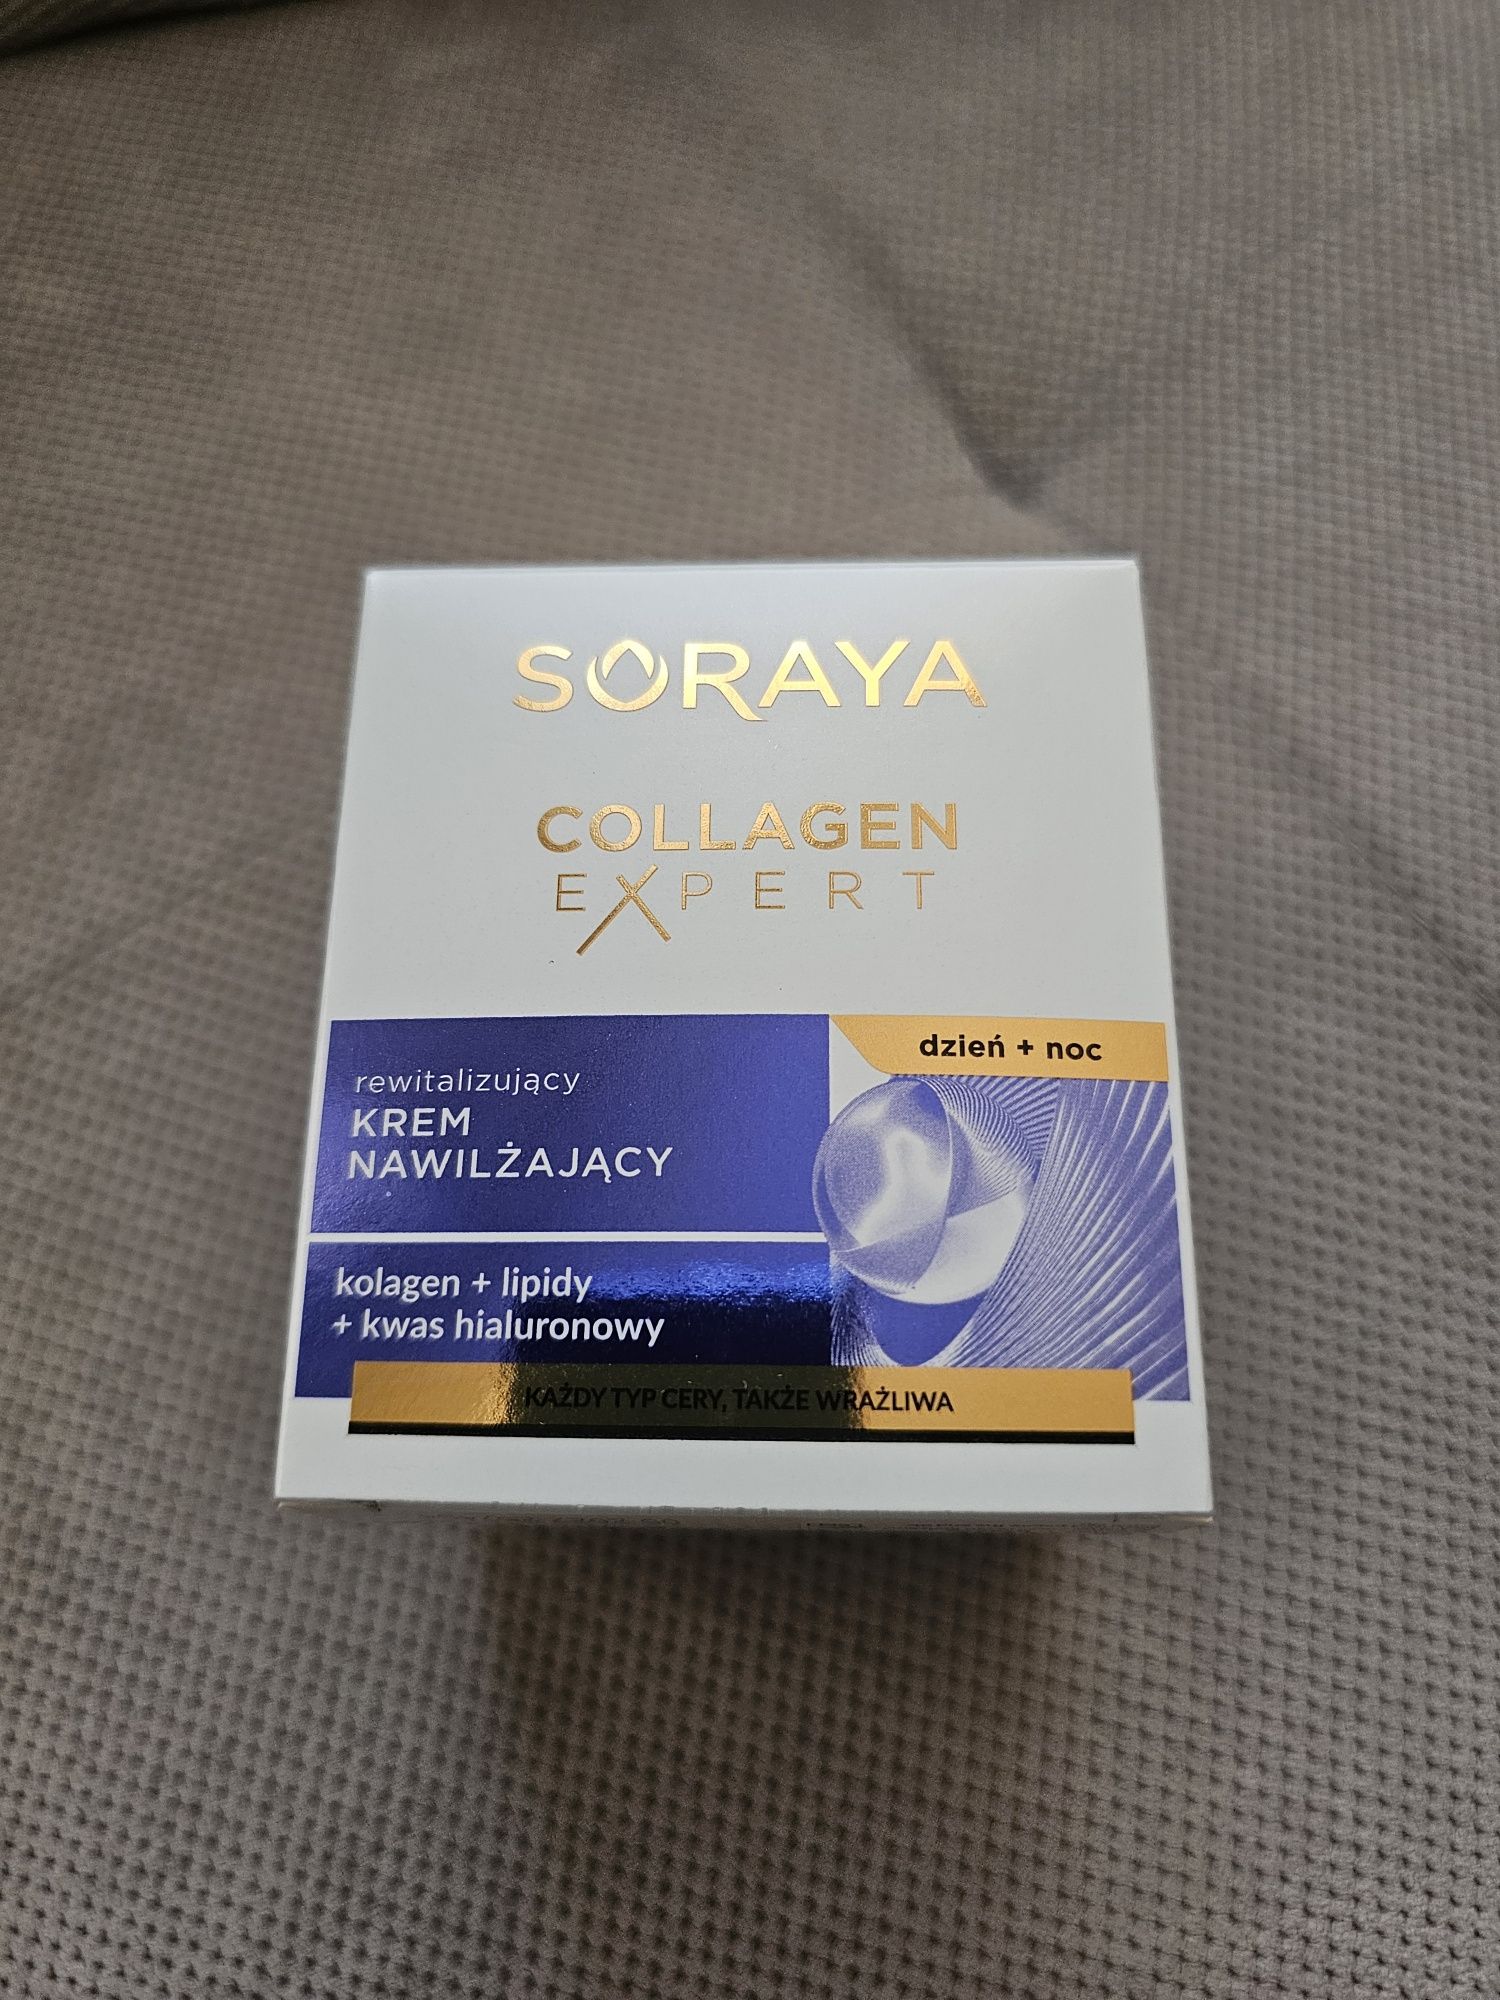 SORAYA
COLLAGEN
EXPERT
dzień + noc
rewitalizujący
KREM
NAWILŻAJĄCY
kolagen + lipidy
+ kwas hialuronowy
KAŻDY TYP CERY, TAKŻE WRAŻLIWA